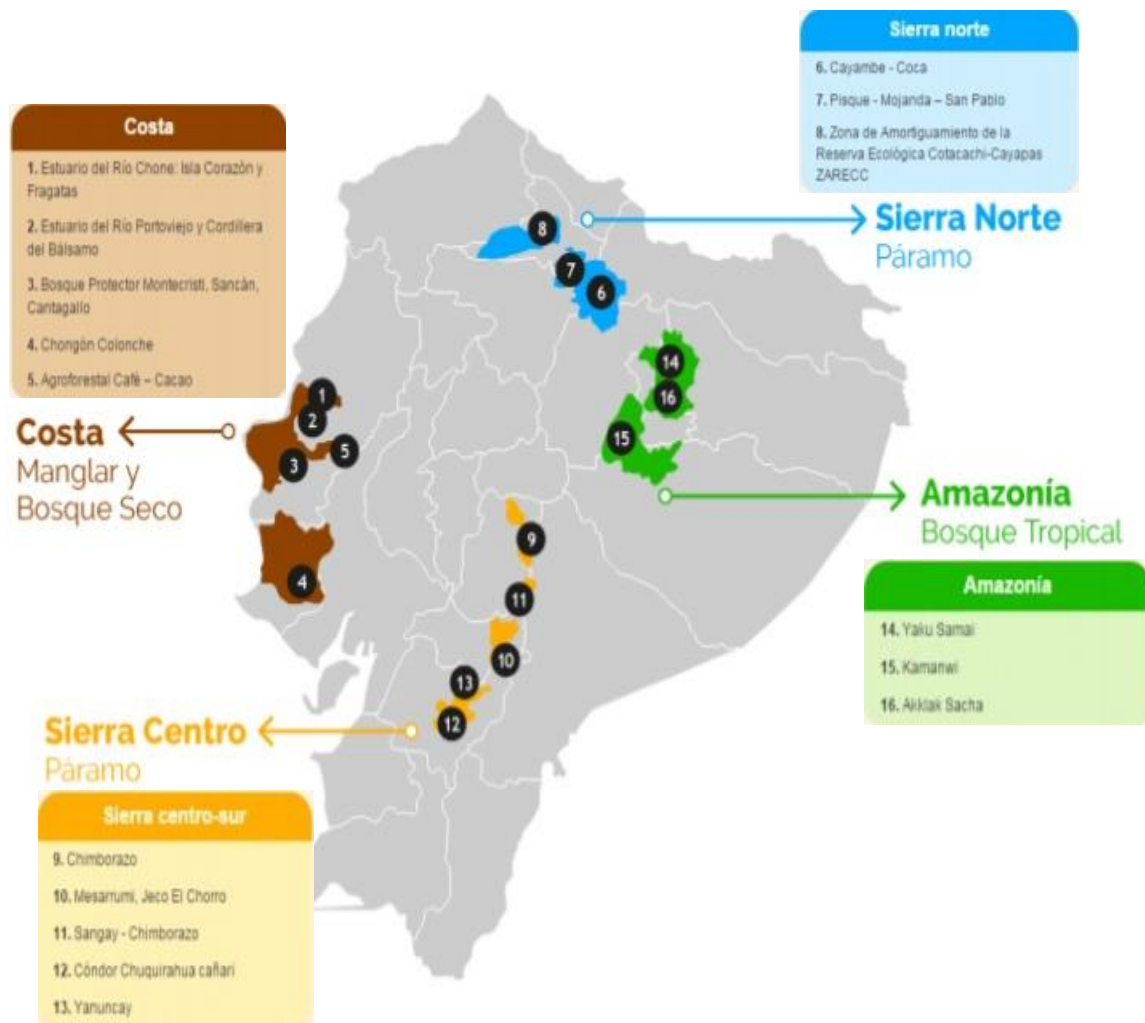 Sierra norte
6. Cayambe - Coca
7. Pisque - Mojanda – San Pablo
8. Zona de Amortiguamiento de la
Reserva Ecológica Cotacachi-Cayapas
ZARECC
Costa
1. Estuario del Río Chone: Isla Corazón y
Fragatas
2. Estuario del Río Portoviejo y Cordillera
del Bálsamo
3. Bosque Protector Montecristi, Sancán,
Cantagallo
4. Chongón Colonche
5. Agroforestal Café – Cacao
Sierra Norte
Páramo
8
7
6
14
16
15
1
2
5
3
4
Costa
Manglar y
Bosque Seco
Amazonía
Bosque Tropical
9
11
10
13
12
Amazonía
14. Yaku Samai
15. Kamanwi
16. Akllak Sacha
Sierra Centro
Páramo
Sierra centro-sur
9. Chimborazo
10. Mesarrumi, Jeco El Chorro
11. Sangay - Chimborazo
12. Cóndor Chuquirahua cañari
13. Yanuncay